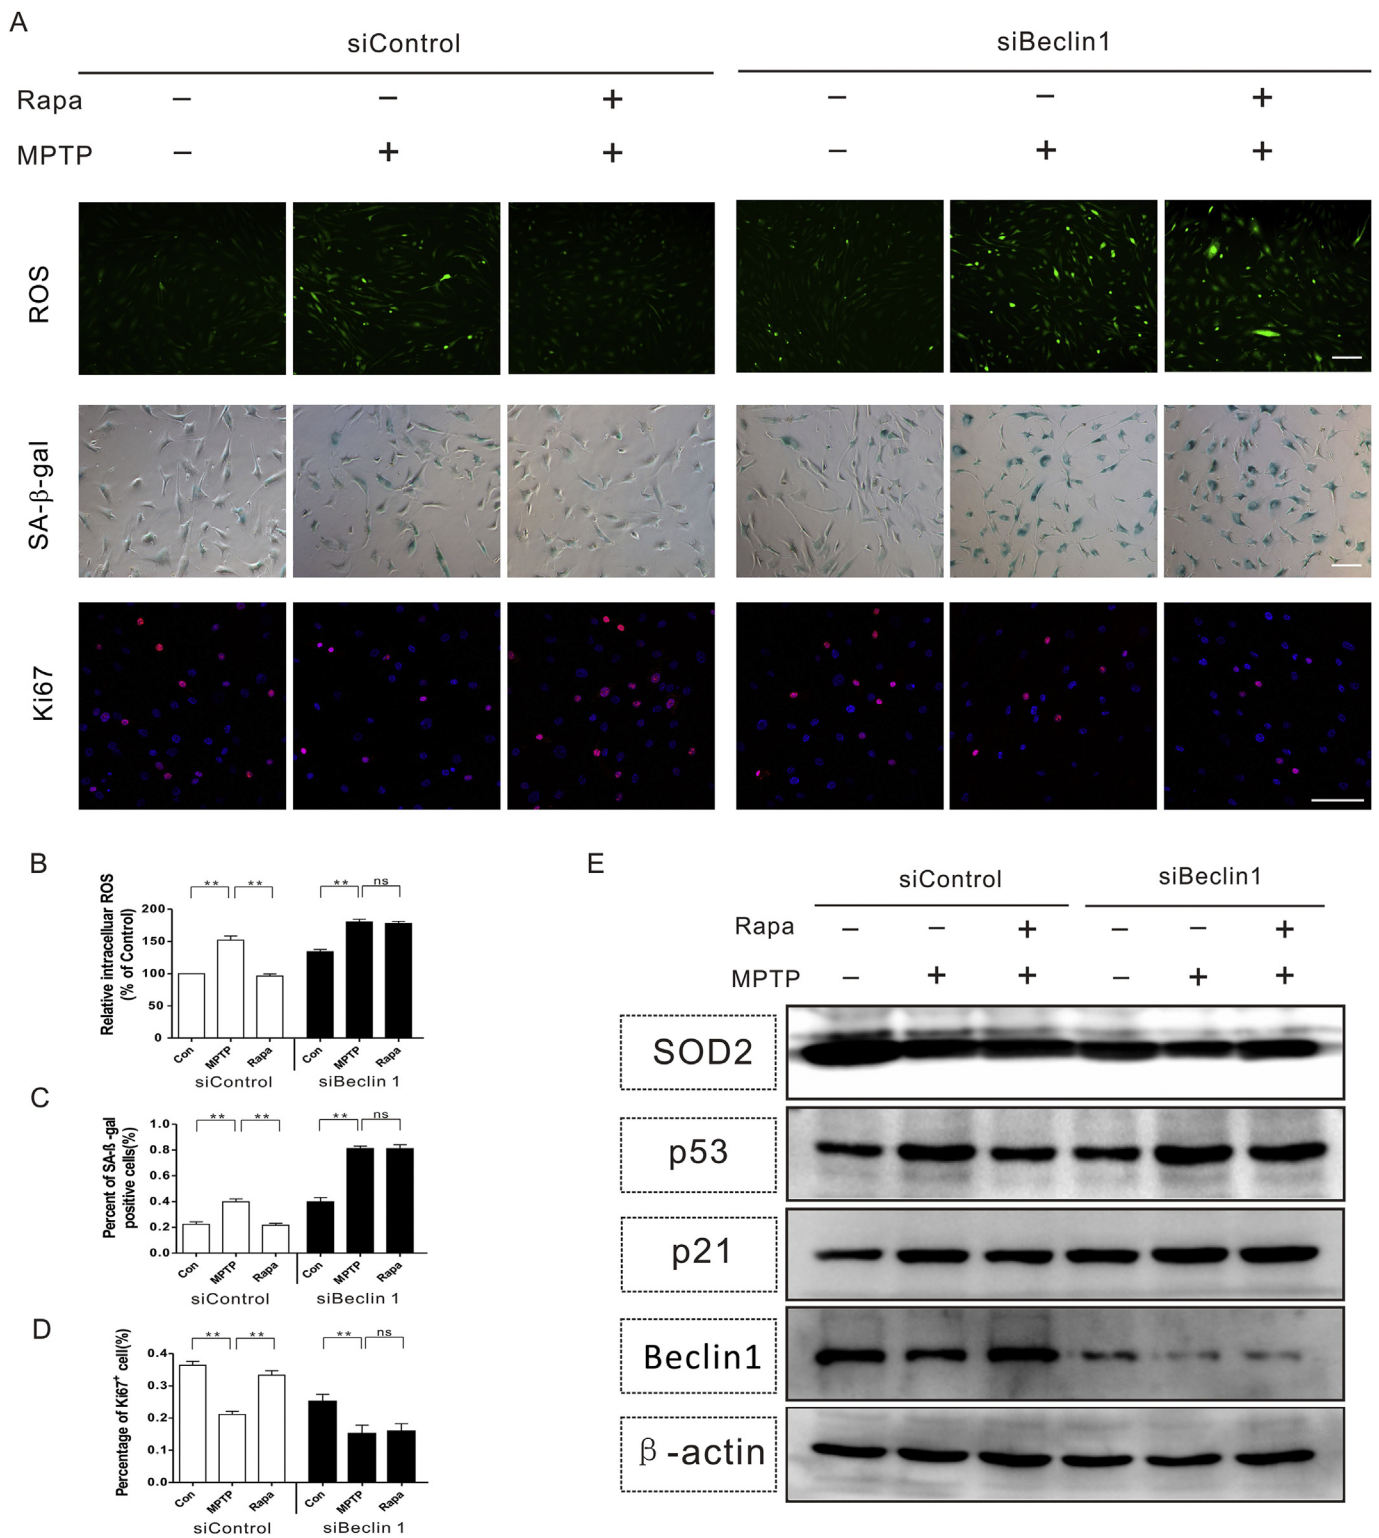 A
siControl siBeclin1
Rapa − − + − − +
MPTP − + + − + +
ROS
SA-β-gal
Ki67
B
Relative intracelluar ROS
(% of Control)
200
150
100
50
0
** ** ** ns
Con MPTP Rapa Con MPTP Rapa
siControl siBeclin 1
C
Percent of SA-ß -gal
positive cells(%)
1.0
0.8
0.6
0.4
0.2
0.0
** ** ** ns
Con MPTP Rapa Con MPTP Rapa
siControl siBeclin 1
D
Percentage of Ki67⁺ cell(%)
0.4
0.3
0.2
0.1
0.0
** ** ** ns
Con MPTP Rapa Con MPTP Rapa
siControl siBeclin 1
E
siControl siBeclin1
Rapa − − + − − +
MPTP − + + − + +
SOD2
p53
p21
Beclin1
β-actin